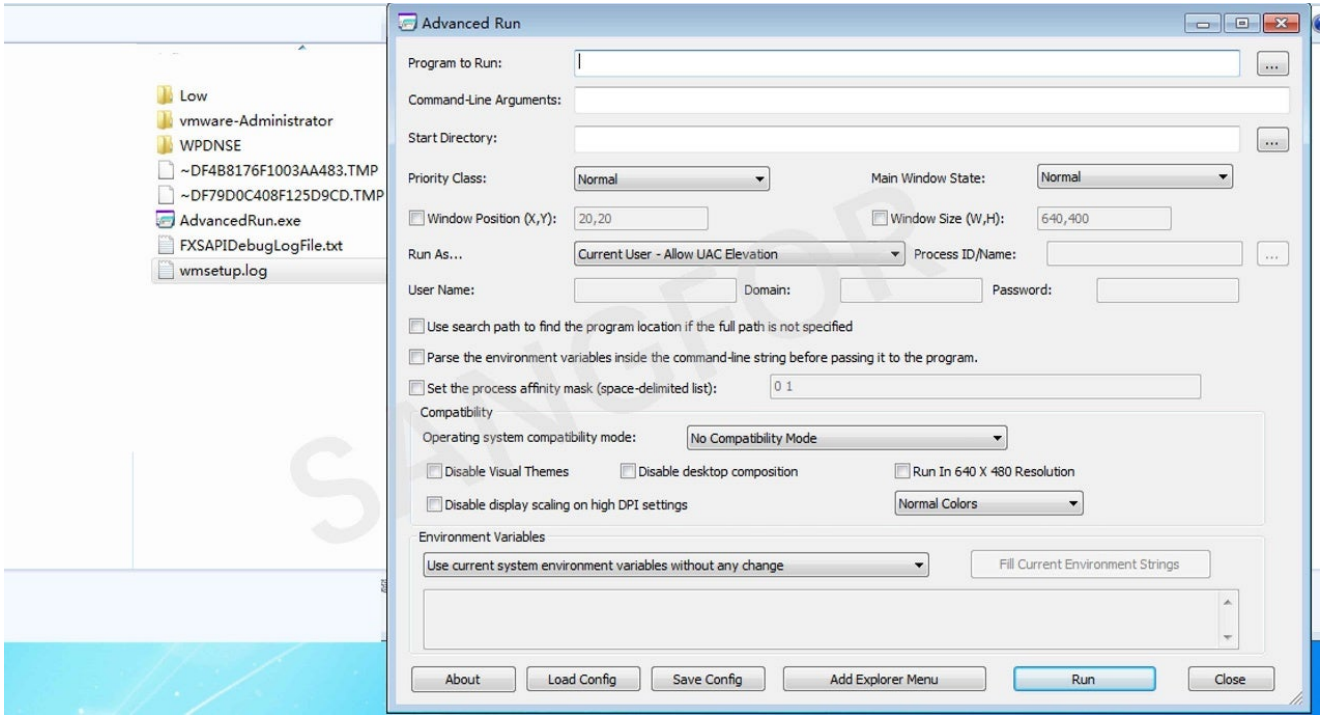 Advanced Run
Low
vmware-Administrator
WPDNSE
~DF4B8176F1003AA483.TMP
~DF79D0C408F125D9CD.TMP
AdvancedRun.exe
FXSAPIDebugLogFile.txt
wmsetup.log
Program to Run:
...
Command-Line Arguments:
Start Directory:
...
Priority Class: Normal Main Window State: Normal
Window Position (X,Y): 20,20 Window Size (W,H): 640,400
Run As... Current User - Allow UAC Elevation Process ID/Name: ...
User Name: Domain: Password:
Use search path to find the program location if the full path is not specified
Parse the environment variables inside the command-line string before passing it to the program.
Set the process affinity mask (space-delimited list): 0 1
Compatibility
Operating system compatibility mode: No Compatibility Mode
Disable Visual Themes Disable desktop composition Run In 640 X 480 Resolution
Disable display scaling on high DPI settings Normal Colors
Environment Variables
Use current system environment variables without any change Fill Current Environment Strings
About Load Config Save Config Add Explorer Menu Run Close
SANGFOR